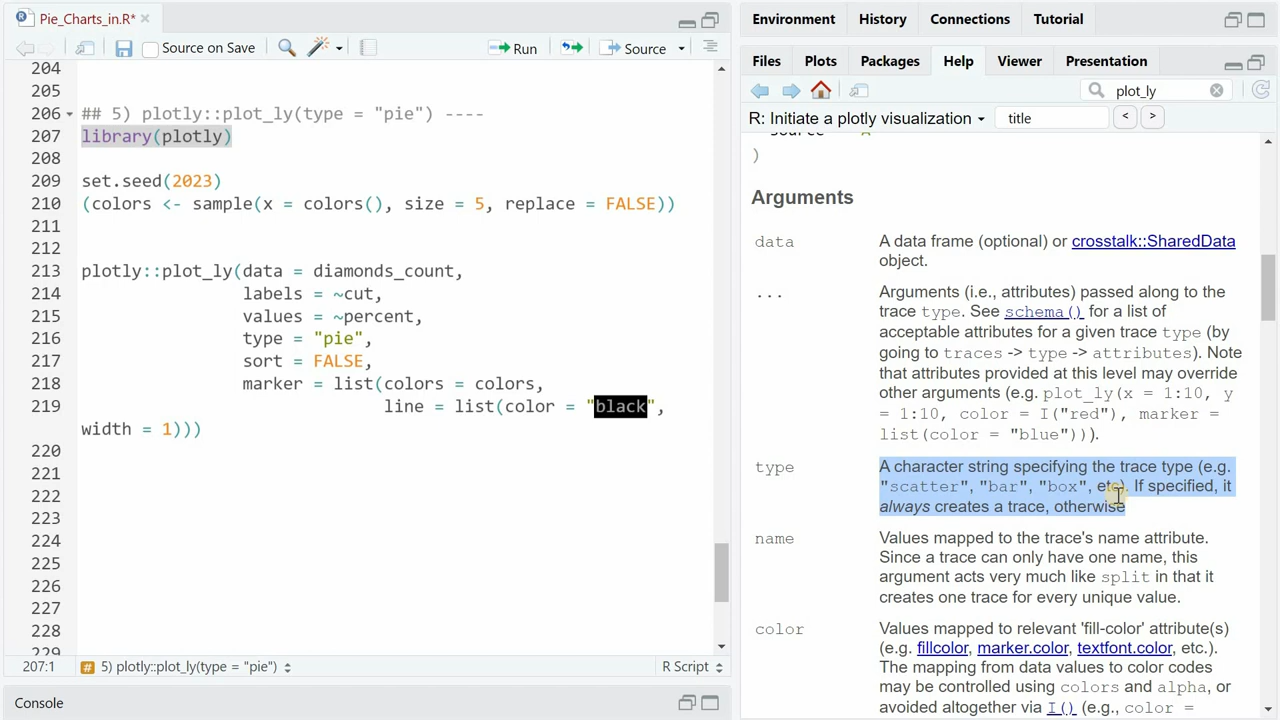 Pie_Charts_in.R*
Source on Save
Run
Source
204
205
206 ## 5) plotly::plot_ly(type = "pie") ----
207 library(plotly)
208
209 set.seed(2023)
210 (colors <- sample(x = colors(), size = 5, replace = FALSE))
211
212
213 plotly::plot_ly(data = diamonds_count,
214 labels = ~cut,
215 values = ~percent,
216 type = "pie",
217 sort = FALSE,
218 marker = list(colors = colors,
219 line = list(color = "black",
width = 1)))
220
221
222
223
224
225
226
227
228
229
207:1 5) plotly::plot_ly(type = "pie") R Script
Console
Environment History Connections Tutorial
Files Plots Packages Help Viewer Presentation
plot_ly
R: Initiate a plotly visualization title < >
)
Arguments
data A data frame (optional) or crosstalk::SharedData
object.
... Arguments (i.e., attributes) passed along to the
trace type. See schema() for a list of
acceptable attributes for a given trace type (by
going to traces -> type -> attributes). Note
that attributes provided at this level may override
other arguments (e.g. plot_ly(x = 1:10, y
= 1:10, color = I("red"), marker =
list(color = "blue"))).
type A character string specifying the trace type (e.g.
"scatter", "bar", "box", etc). If specified, it
always creates a trace, otherwise
name Values mapped to the trace's name attribute.
Since a trace can only have one name, this
argument acts very much like split in that it
creates one trace for every unique value.
color Values mapped to relevant 'fill-color' attribute(s)
(e.g. fillcolor, marker.color, textfont.color, etc.).
The mapping from data values to color codes
may be controlled using colors and alpha, or
avoided altogether via I() (e.g., color =